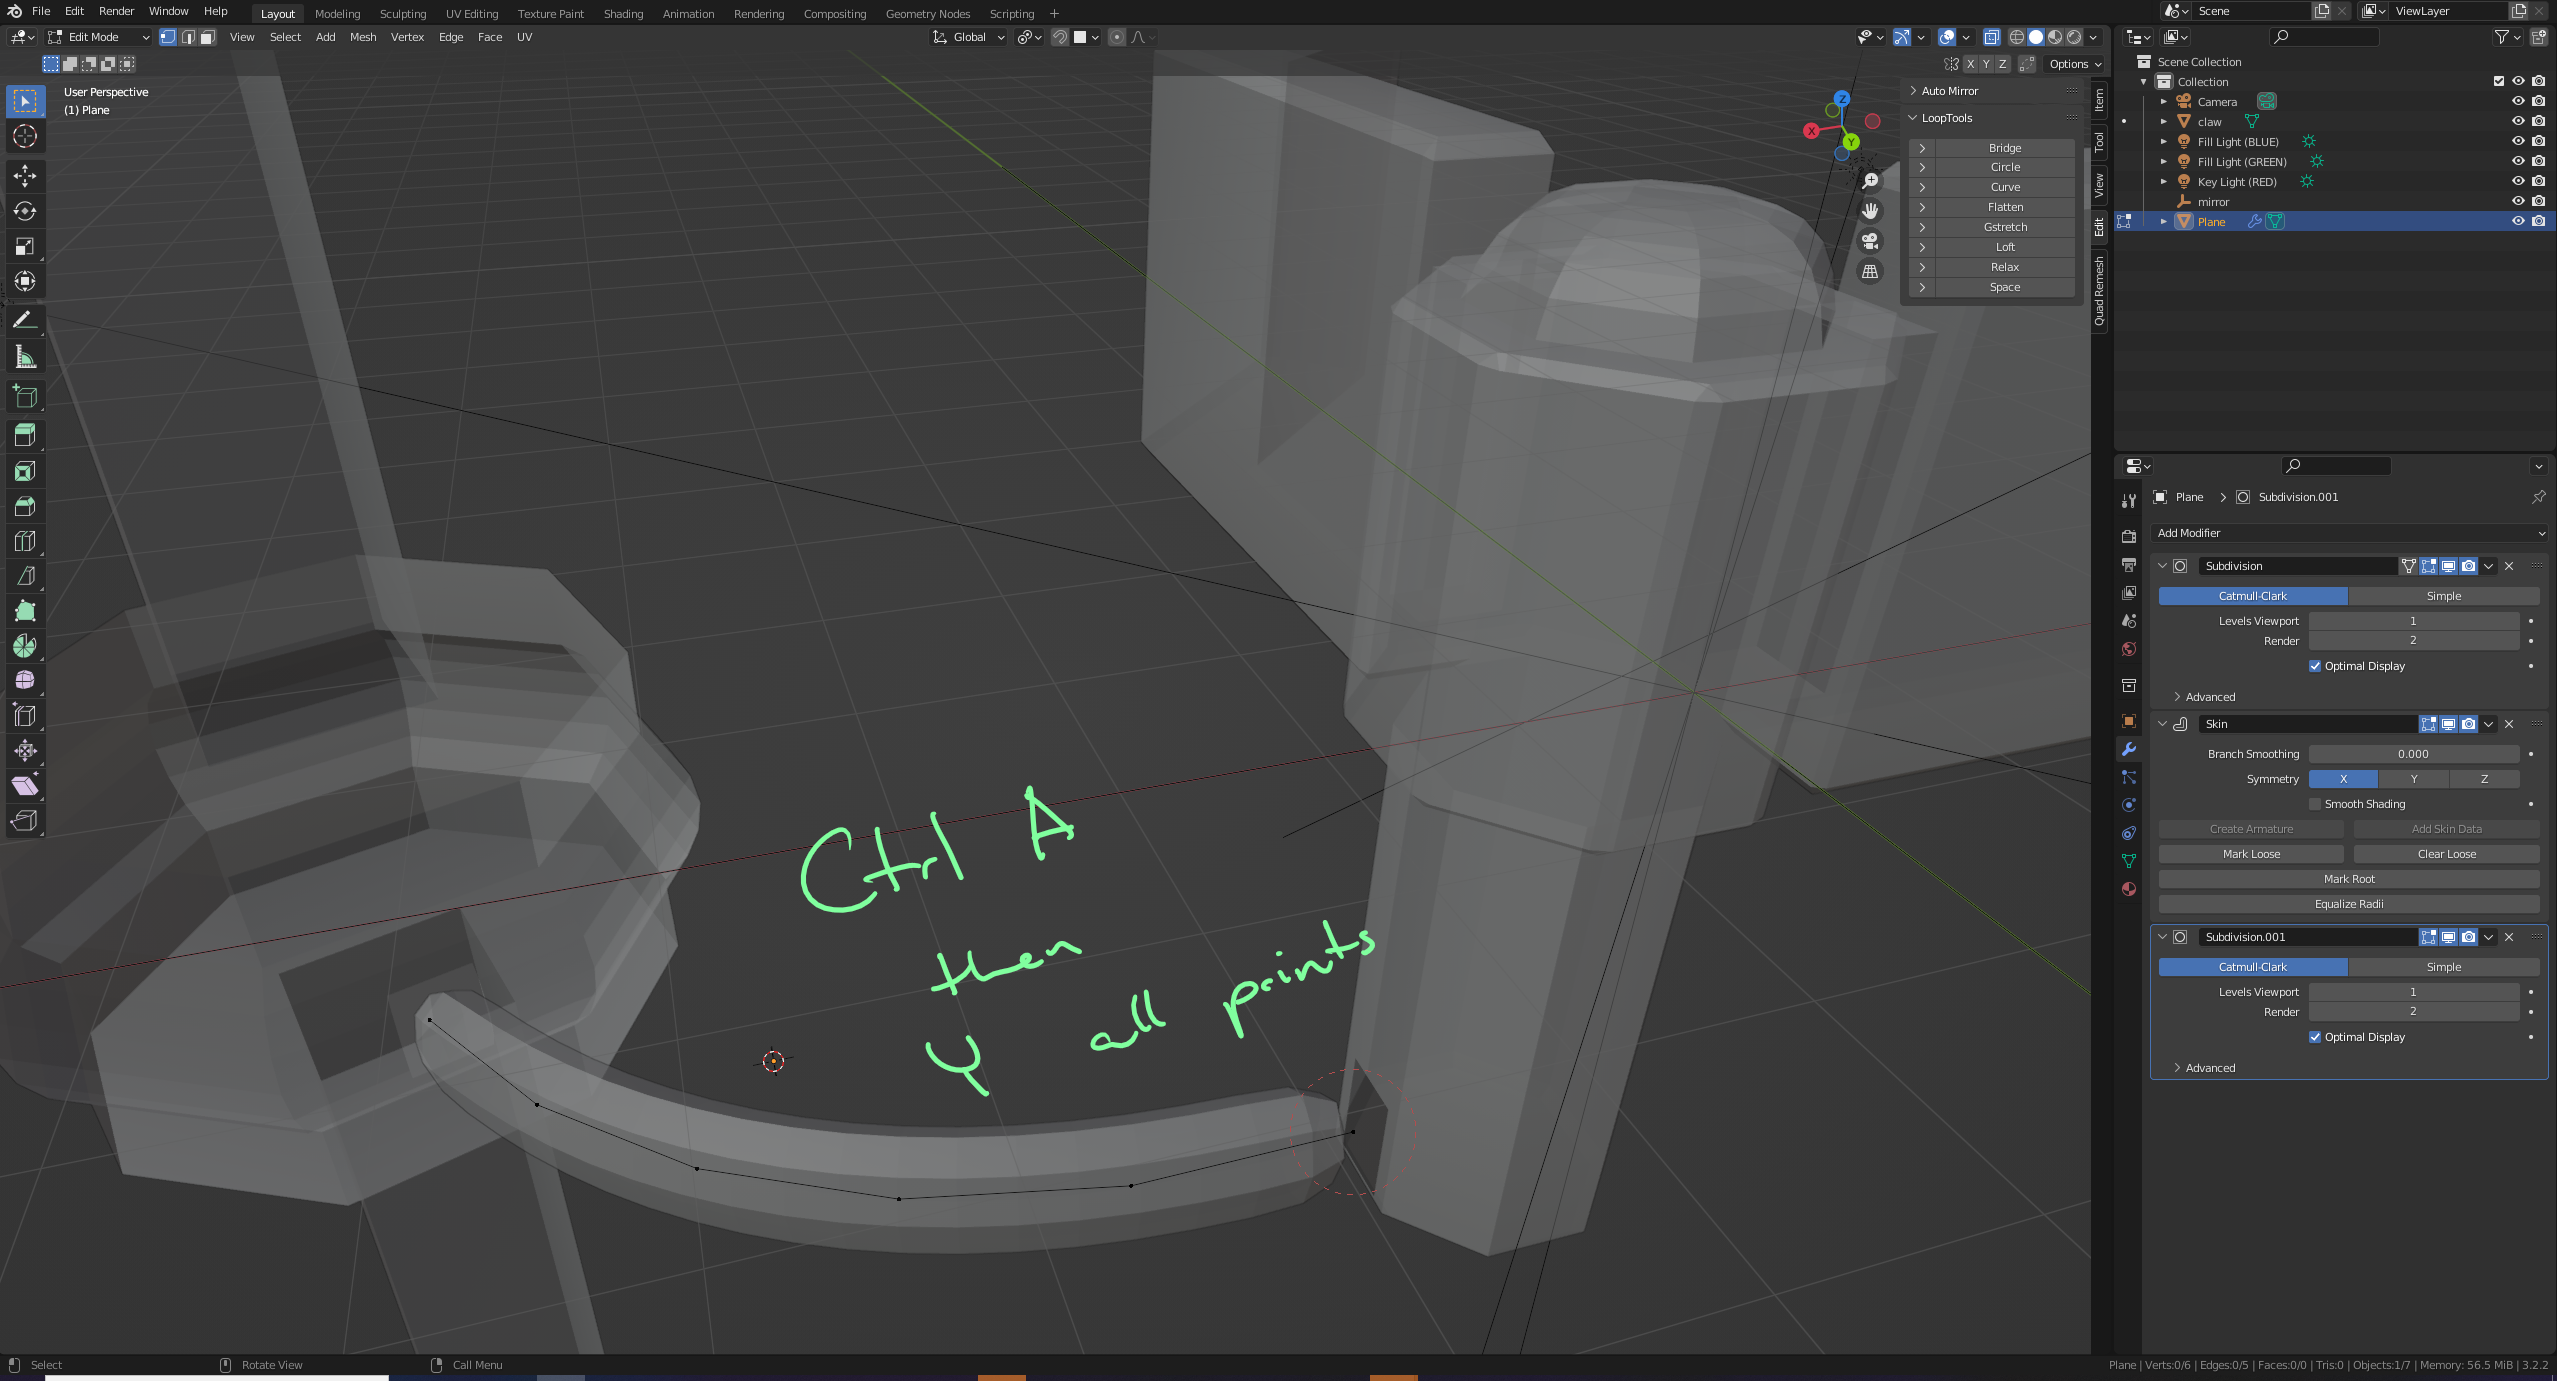 File Edit Render Window Help Layout Modeling Sculpting UV Editing Texture Paint Shading Animation Rendering Compositing Geometry Nodes Scripting + Scene ViewLayer
Edit Mode View Select Add Mesh Vertex Edge Face UV Global
X Y Z Options
User Perspective
(1) Plane
Z
X
Y
Auto Mirror
LoopTools
Bridge
Circle
Curve
Flatten
Gstretch
Loft
Relax
Space
Item
Tool
View
Edit
Quad Remesh
Ctrl A
then
Y all points
Scene Collection
Collection
Camera
claw
Fill Light (BLUE)
Fill Light (GREEN)
Key Light (RED)
mirror
Plane
Plane > Subdivision.001
Add Modifier
Subdivision
Catmull-Clark Simple
Levels Viewport 1
Render 2
Optimal Display
Advanced
Skin
Branch Smoothing 0.000
Symmetry X Y Z
Smooth Shading
Create Armature Add Skin Data
Mark Loose Clear Loose
Mark Root
Equalize Radii
Subdivision.001
Catmull-Clark Simple
Levels Viewport 1
Render 2
Optimal Display
Advanced
Select Rotate View Call Menu Plane | Verts:0/6 | Edges:0/5 | Faces:0/0 | Tris:0 | Objects:1/7 | Memory: 56.5 MiB | 3.2.2